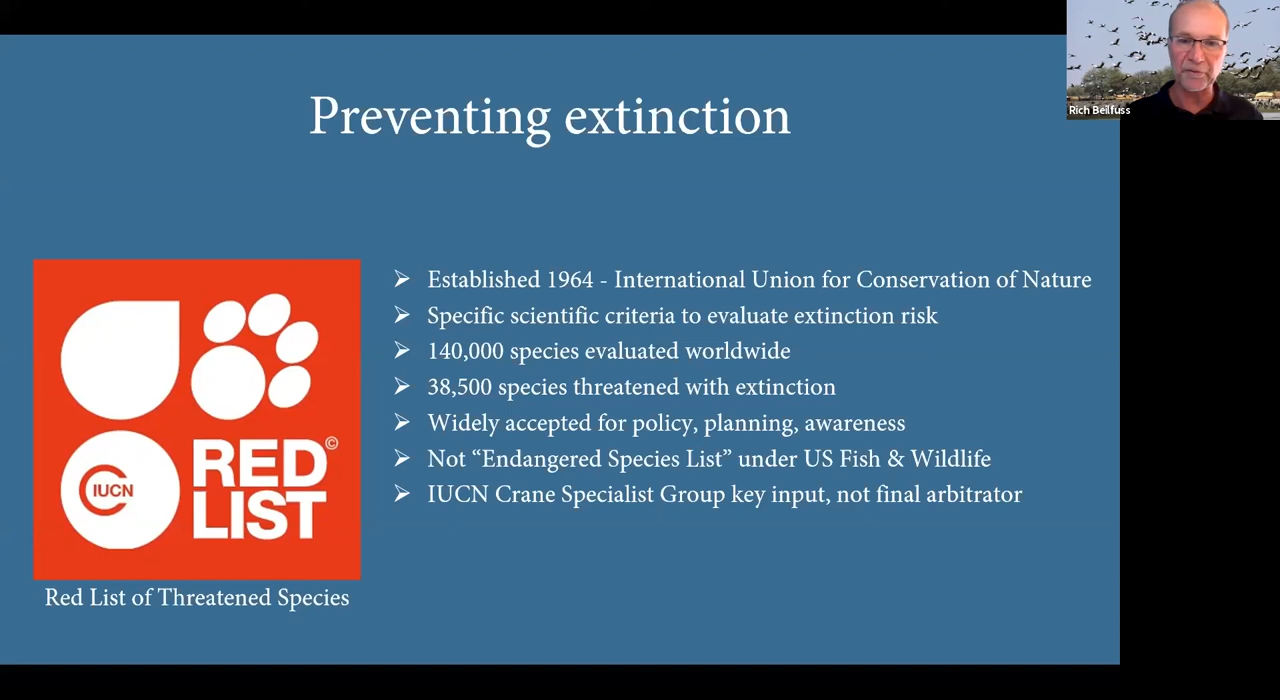 Rich Beilfuss
Preventing extinction
➢ Established 1964 - International Union for Conservation of Nature
➢ Specific scientific criteria to evaluate extinction risk
➢ 140,000 species evaluated worldwide
➢ 38,500 species threatened with extinction
➢ Widely accepted for policy, planning, awareness
➢ Not “Endangered Species List” under US Fish & Wildlife
➢ IUCN Crane Specialist Group key input, not final arbitrator
IUCN
RED
LIST©
Red List of Threatened Species